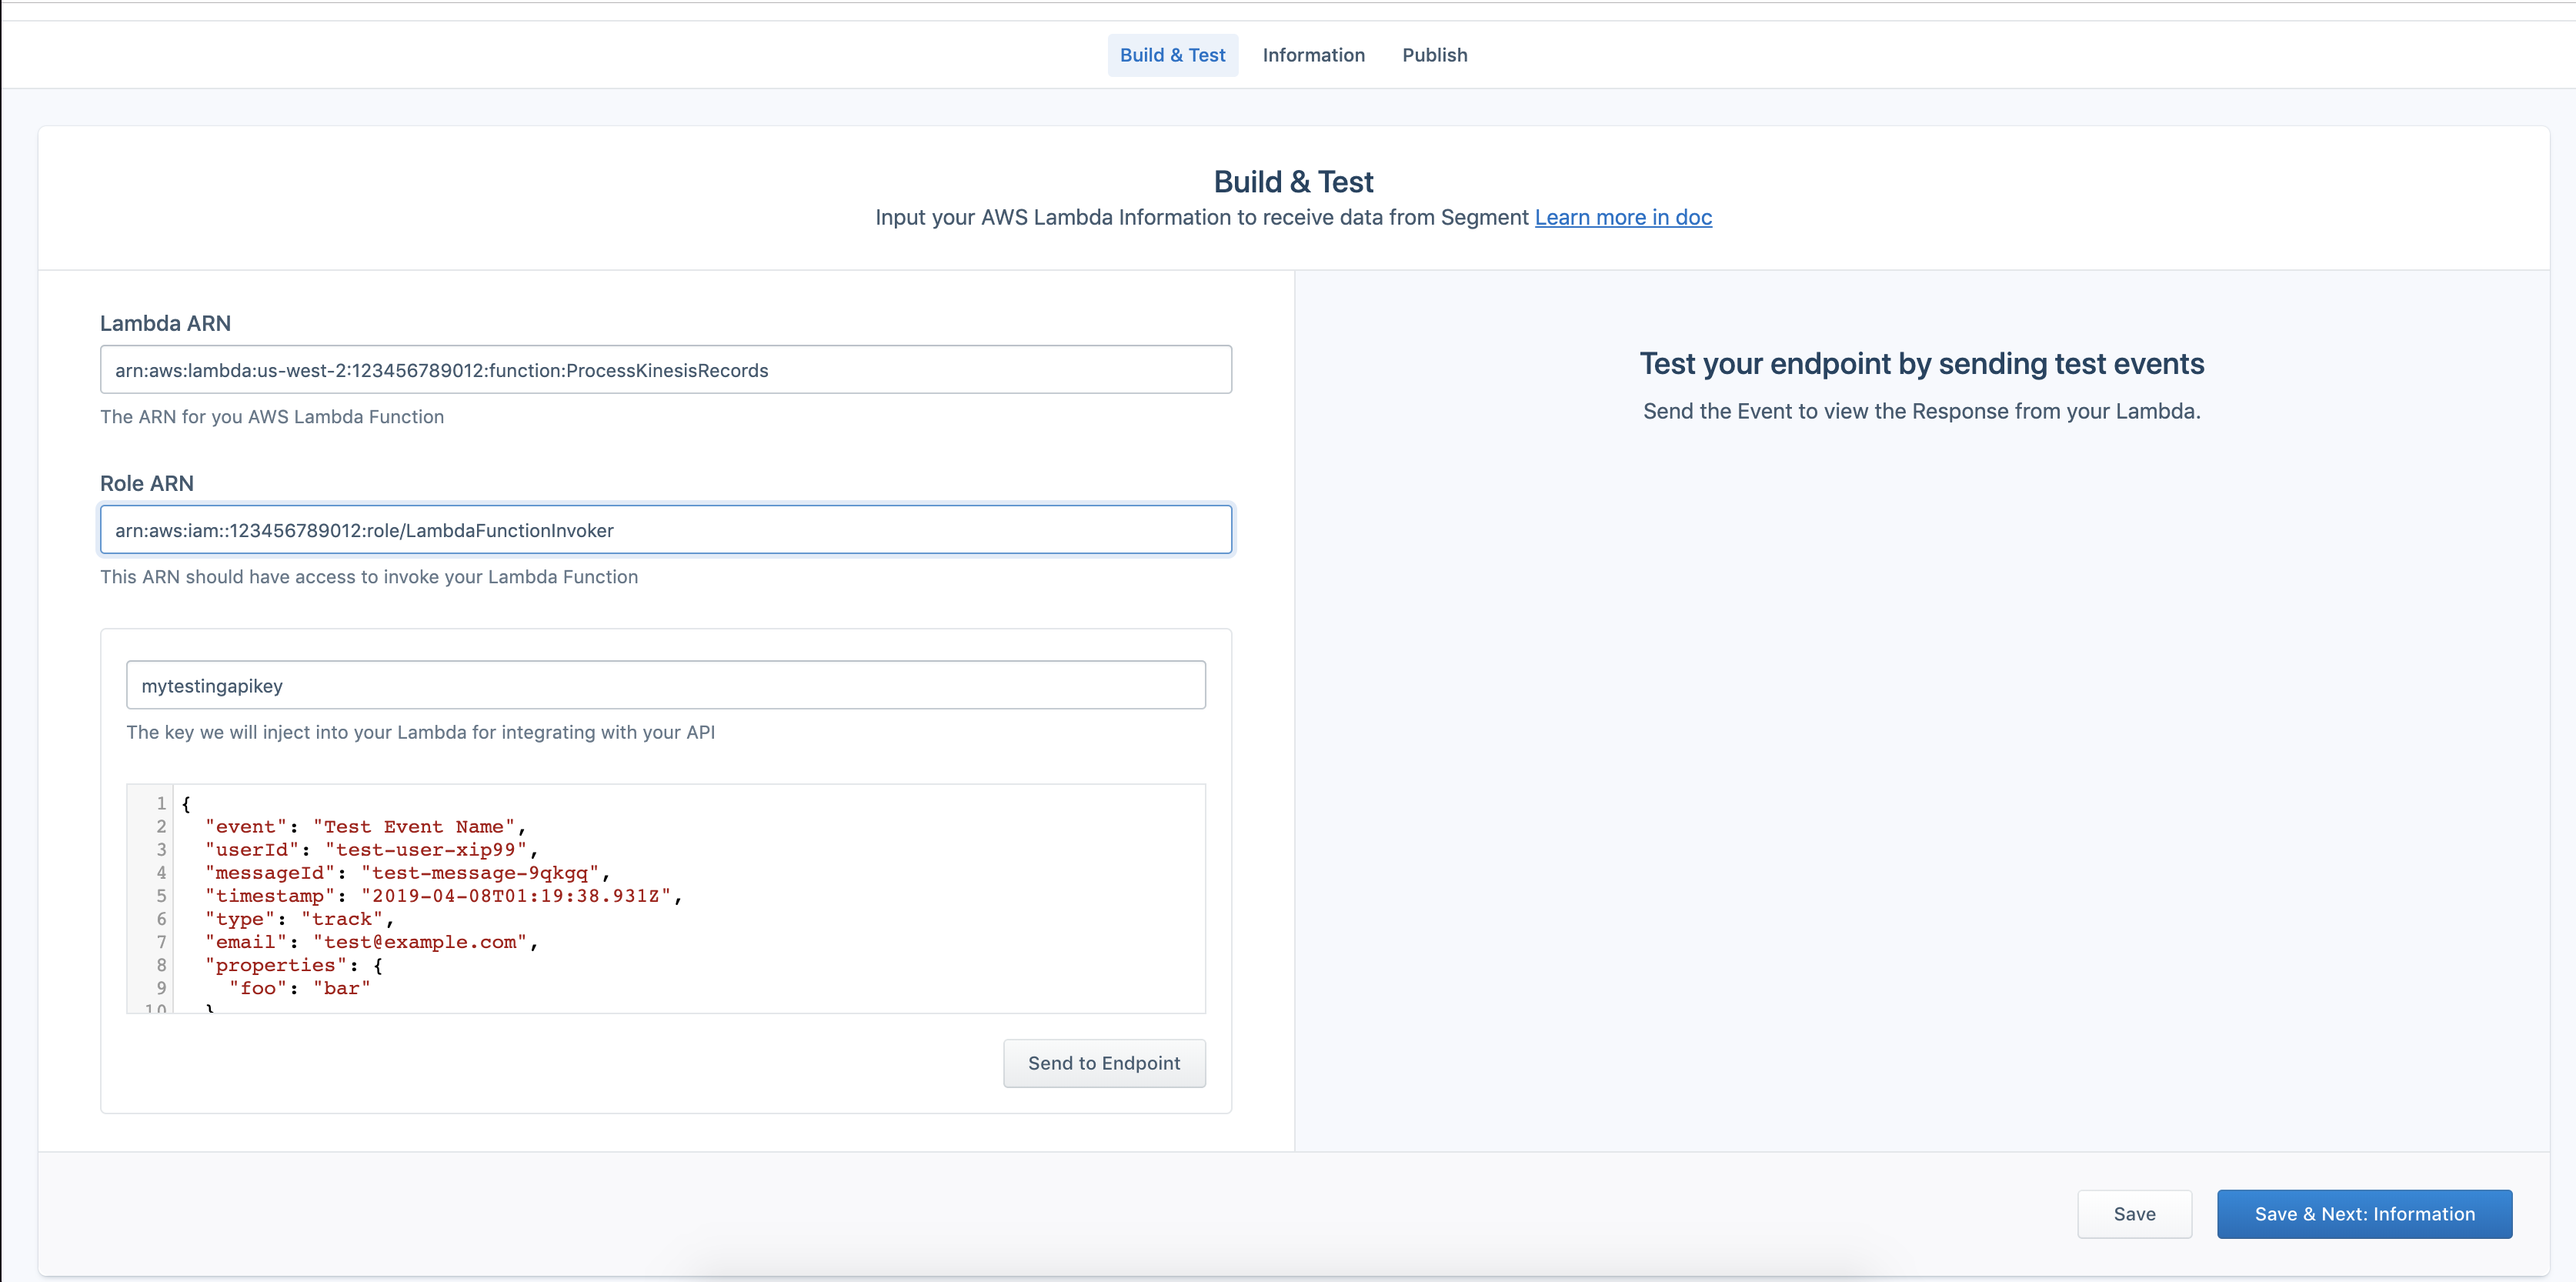 Build & Test Information Publish
Build & Test
Input your AWS Lambda Information to receive data from Segment Learn more in doc
Lambda ARN
arn:aws:lambda:us-west-2:123456789012:function:ProcessKinesisRecords
The ARN for you AWS Lambda Function
Role ARN
arn:aws:iam::123456789012:role/LambdaFunctionInvoker
This ARN should have access to invoke your Lambda Function
mytestingapikey
The key we will inject into your Lambda for integrating with your API
1 {
2 "event": "Test Event Name",
3 "userId": "test-user-xip99",
4 "messageId": "test-message-9qkgq",
5 "timestamp": "2019-04-08T01:19:38.931Z",
6 "type": "track",
7 "email": "test@example.com",
8 "properties": {
9 "foo": "bar"
10 }
Send to Endpoint
Test your endpoint by sending test events
Send the Event to view the Response from your Lambda.
Save
Save & Next: Information